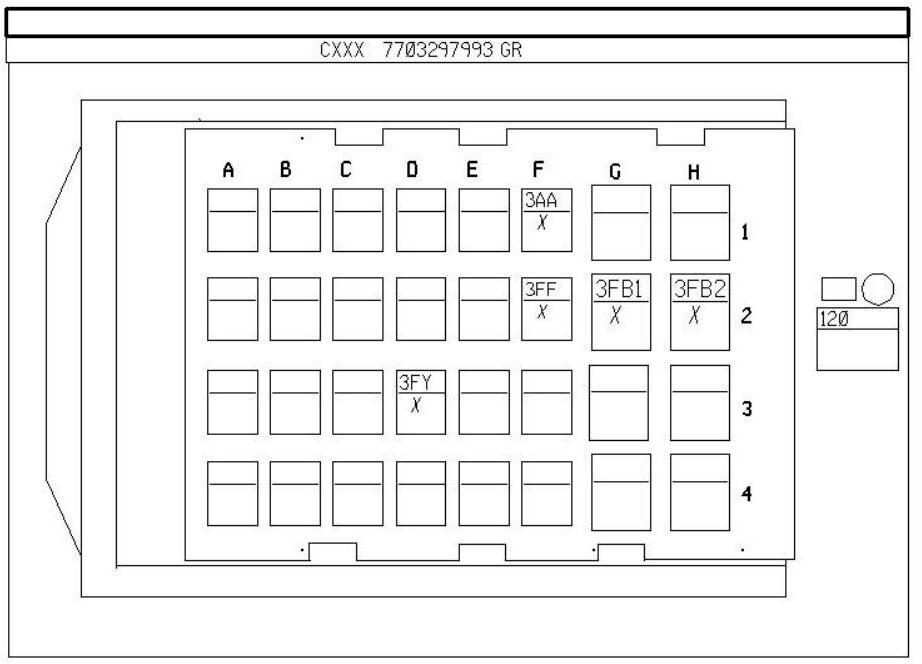 CXXX 7703297993 GR
A B C D E F G H
3AA
X
1
3FF 3FB1 3FB2
X X X
2
120
3FY
X
3
4